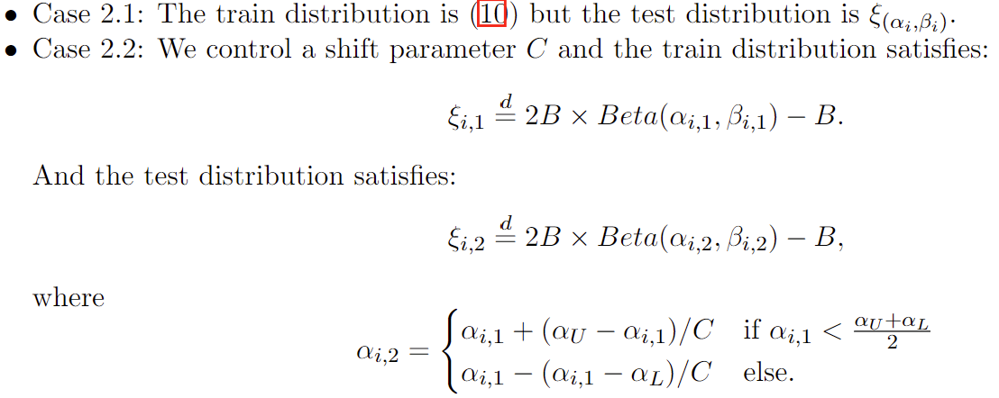 • Case 2.1: The train distribution is (10) but the test distribution is $\xi_{(\alpha_i,\beta_i)}$.
• Case 2.2: We control a shift parameter $C$ and the train distribution satisfies:
$\xi_{i,1} \stackrel{d}{=} 2B \times Beta(\alpha_{i,1}, \beta_{i,1}) - B.$
And the test distribution satisfies:
$\xi_{i,2} \stackrel{d}{=} 2B \times Beta(\alpha_{i,2}, \beta_{i,2}) - B,$
where
$\alpha_{i,2} = \begin{cases} \alpha_{i,1} + (\alpha_U - \alpha_{i,1})/C & \text{if } \alpha_{i,1} < \frac{\alpha_U+\alpha_L}{2} \\ \alpha_{i,1} - (\alpha_{i,1} - \alpha_L)/C & \text{else.} \end{cases}$